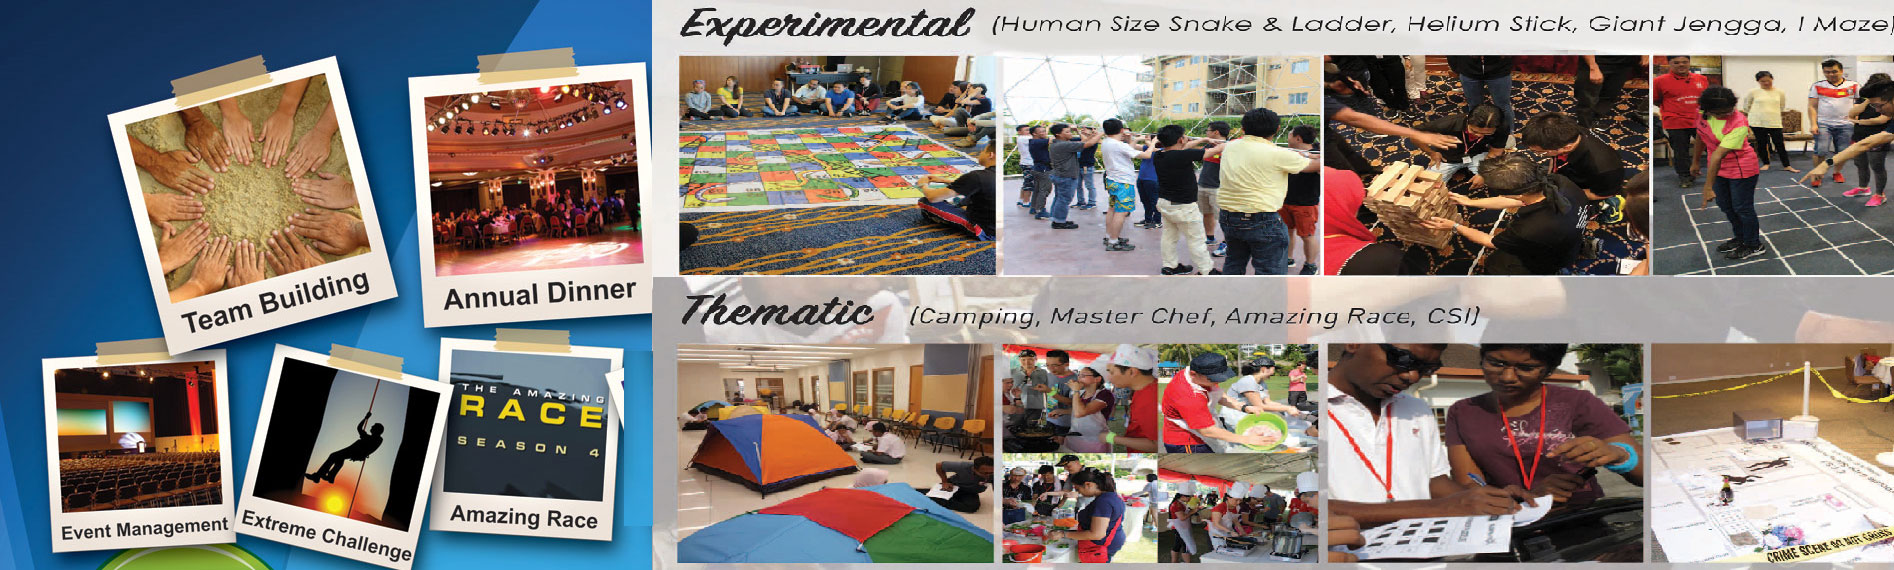 Team Building
Annual Dinner
Event Management
Extreme Challenge
THE AMAZING
RACE
SEASON 4
Amazing Race
Experimental (Human Size Snake & Ladder, Helium Stick, Giant Jengga, I Maze)
Thematic (Camping, Master Chef, Amazing Race, CSI)
CRIME SCENE DO NOT CROSS